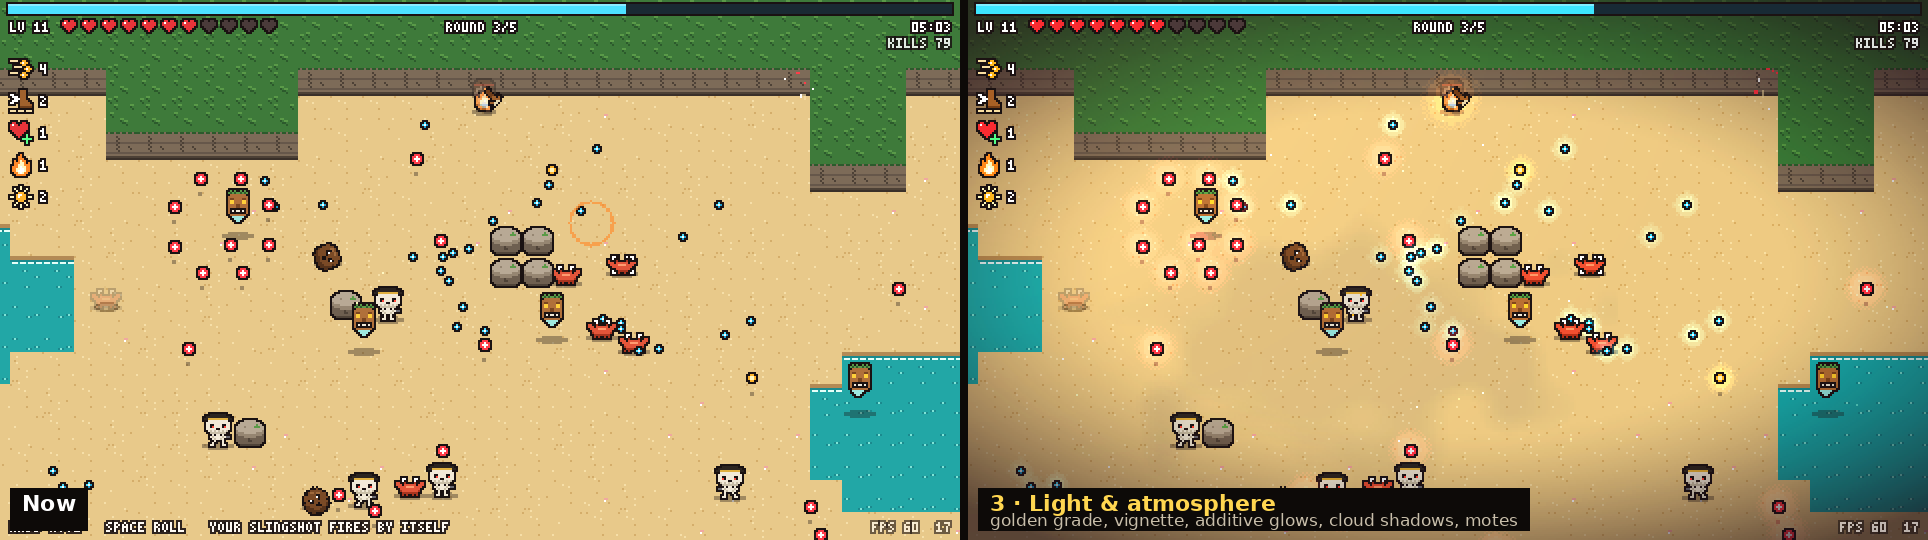 LV 11
ROUND 3/5
05:03
KILLS 79
4
2
1
1
2
Now
SPACE ROLL YOUR SLINGSHOT FIRES BY ITSELF
FPS 60 17
LV 11
ROUND 3/5
05:03
KILLS 79
4
2
1
1
2
3 · Light & atmosphere
golden grade, vignette, additive glows, cloud shadows, motes
FPS 60 17